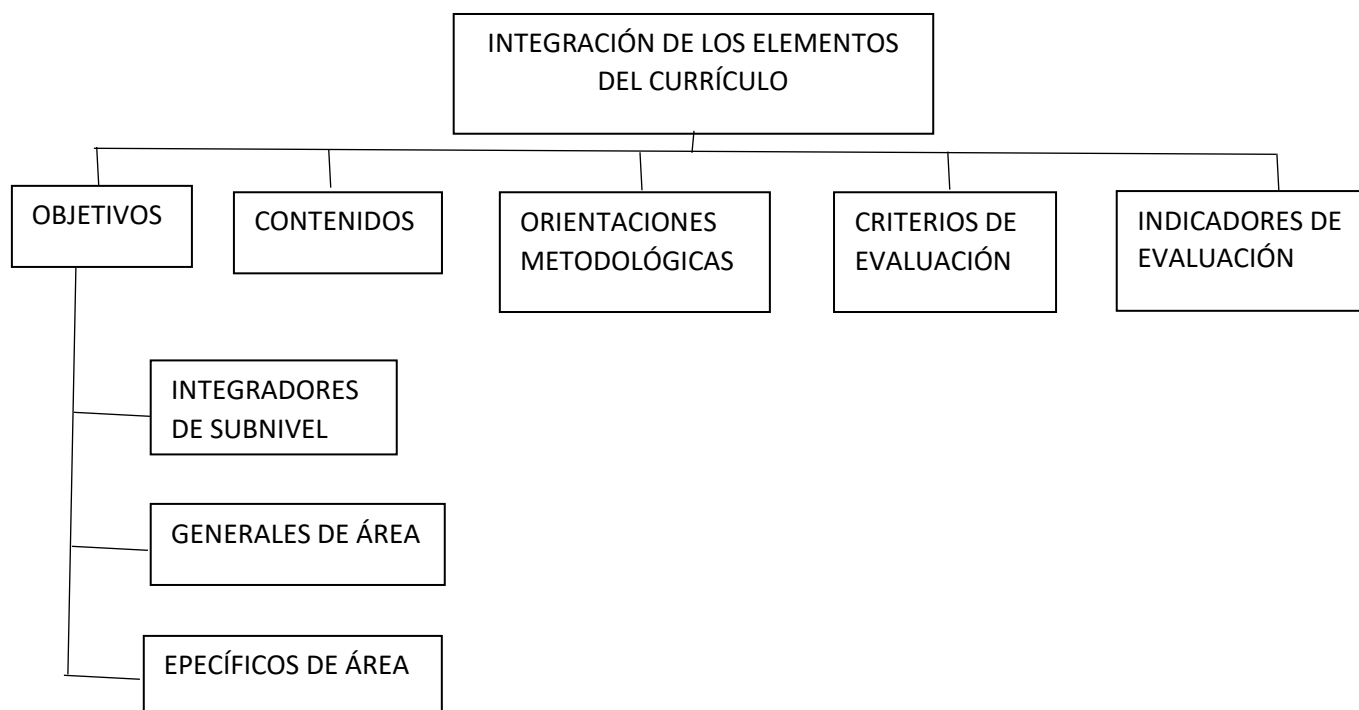 INTEGRACIÓN DE LOS ELEMENTOS
DEL CURRÍCULO
OBJETIVOS
CONTENIDOS
ORIENTACIONES
METODOLÓGICAS
CRITERIOS DE
EVALUACIÓN
INDICADORES DE
EVALUACIÓN
INTEGRADORES
DE SUBNIVEL
GENERALES DE ÁREA
EPECÍFICOS DE ÁREA